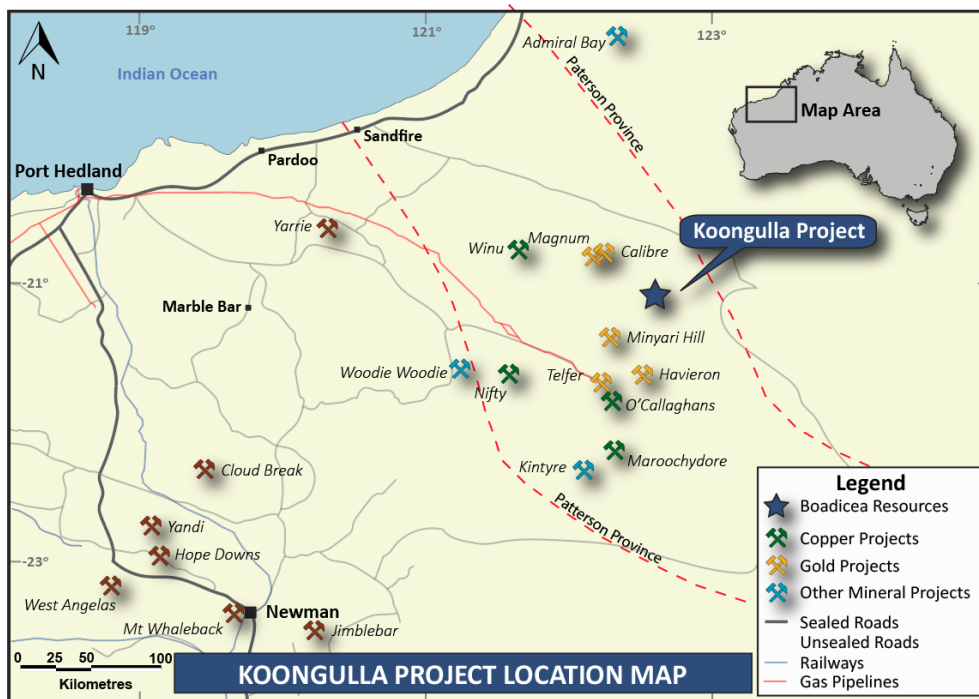 119°
121°
123°
Admiral Bay
N
Indian Ocean
Paterson Province
Map Area
Sandfire
Pardoo
Port Hedland
Yarrie
Winu
Magnum
Calibre
Koongulla Project
-21°
Marble Bar
Minyari Hill
Woodie Woodie
Nifty
Telfer
Havieron
O'Callaghans
Cloud Break
Kintyre
Maroochydore
Patterson Province
Yandi
Hope Downs
-23°
West Angelas
Mt Whaleback
Newman
Jimblebar
Legend
Boadicea Resources
Copper Projects
Gold Projects
Other Mineral Projects
Sealed Roads
Unsealed Roads
Railways
Gas Pipelines
0 25 50 100
Kilometres
KOONGULLA PROJECT LOCATION MAP